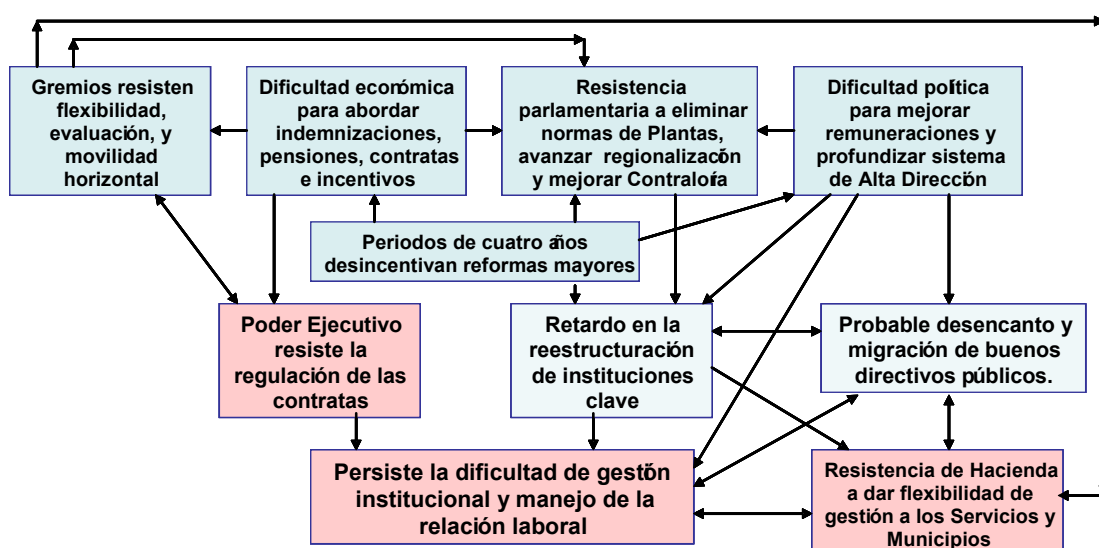 Gremios resisten
flexibilidad,
evaluación, y
movilidad
horizontal
Dificultad económica
para abordar
indemnizaciones,
pensiones, contratas
e incentivos
Resistencia
parlamentaria a eliminar
normas de Plantas,
avanzar regionalización
y mejorar Contraloría
Dificultad política
para mejorar
remuneraciones y
profundizar sistema
de Alta Dirección
Periodos de cuatro años
desincentivan reformas mayores
Poder Ejecutivo
resiste la
regulación de las
contratas
Retardo en la
reestructuración
de instituciones
clave
Probable desencanto y
migración de buenos
directivos públicos.
Persiste la dificultad de gestión
institucional y manejo de la
relación laboral
Resistencia de Hacienda
a dar flexibilidad de
gestión a los Servicios y
Municipios